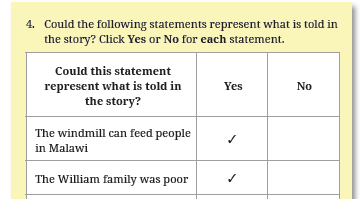 4. Could the following statements represent what is told in
the story? Click Yes or No for each statement.
Could this statement
represent what is told in
the story?
Yes
No
The windmill can feed people
in Malawi
✓
The William family was poor
✓